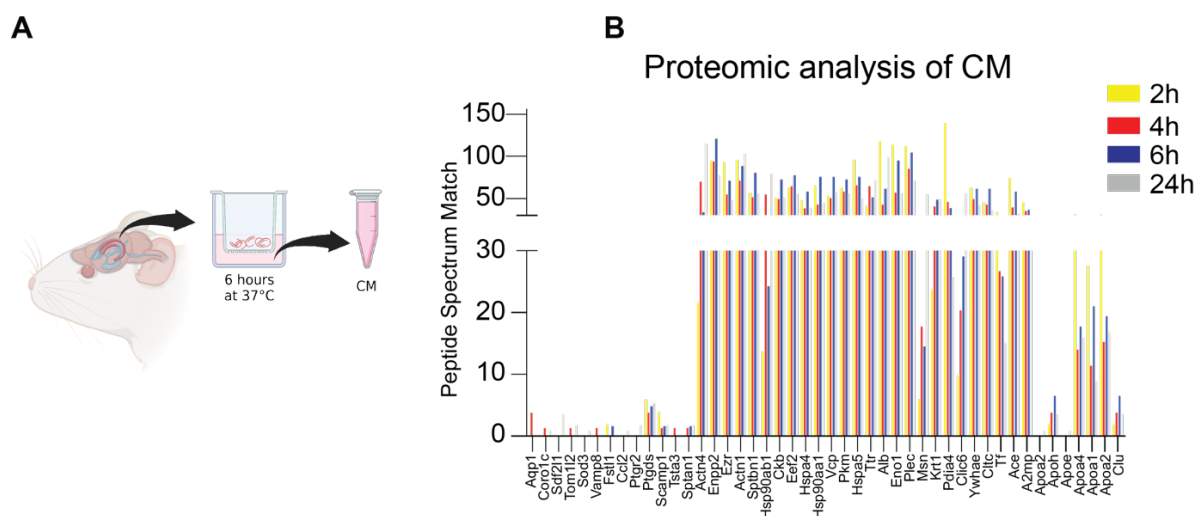 A
6 hours
at 37°C
CM
B
Proteomic analysis of CM
2h
4h
6h
24h
Peptide Spectrum Match
150
100
50
30
20
10
0
Aqp1
Coro1c
Sdf2l1
Tom1l2
Sod3
Vamp8
Fstl1
Ccl2
Ptgr2
Ptgds
Scamp1
Tsta3
Sptan1
Actn4
Enpp2
Ezr
Actn1
Sptbn1
Hsp90ab1
Ckb
Eef2
Hspa4
Hsp90aa1
Vcp
Pkm
Hspa5
Ttr
Alb
Eno1
Plec
Msn
Krt1
Pdia4
Clic6
Ywhae
Cltc
Tf
Ace
A2mp
Apoa2
Apoh
Apoe
Apoa4
Apoa1
Apoa2
Clu